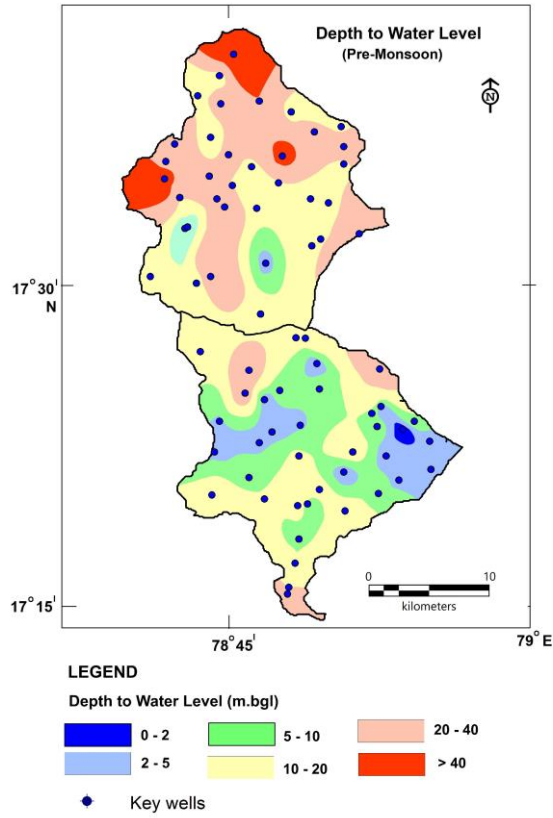 Depth to Water Level
(Pre-Monsoon)
N
17° 30'
N
17° 15'
0 10
kilometers
78° 45' 79° E
LEGEND
Depth to Water Level (m.bgl)
0 - 2 5 - 10 20 - 40
2 - 5 10 - 20 > 40
Key wells